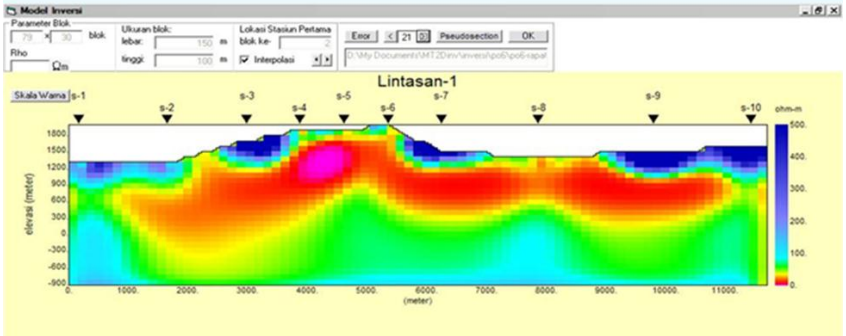 Model Inversi
Parameter Blok
79 x 30 blok
Rho
Ωm
Ukuran blok:
lebar: 150 m
tinggi: 100 m
Lokasi Stasiun Pertama
blok ke- 2
Interpolasi
Error < 21 Pseudosection OK
D:\My Documents\MT2Dinv\inversi\po6\po6-rapat
Lintasan-1
Skala Warna
s-1 s-2 s-3 s-4 s-5 s-6 s-7 s-8 s-9 s-10
ohm-m
500.
400.
300.
200.
100.
0.
elevasi (meter)
1800.
1500.
1200.
900.
600.
300.
0.
-300.
-600.
-900.
0. 1000. 2000. 3000. 4000. 5000. 6000. 7000. 8000. 9000. 10000. 11000.
(meter)